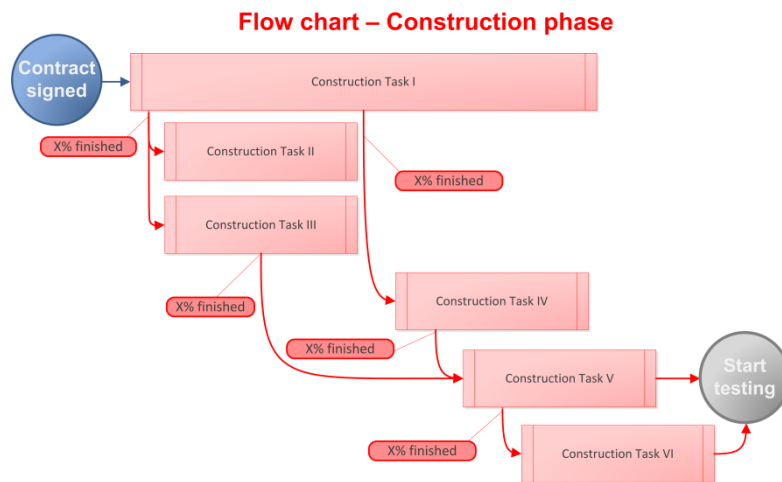 Flow chart – Construction phase
Contract
signed
Construction Task I
X% finished
Construction Task II
X% finished
Construction Task III
X% finished
Construction Task IV
X% finished
Construction Task V
Start
testing
X% finished
Construction Task VI